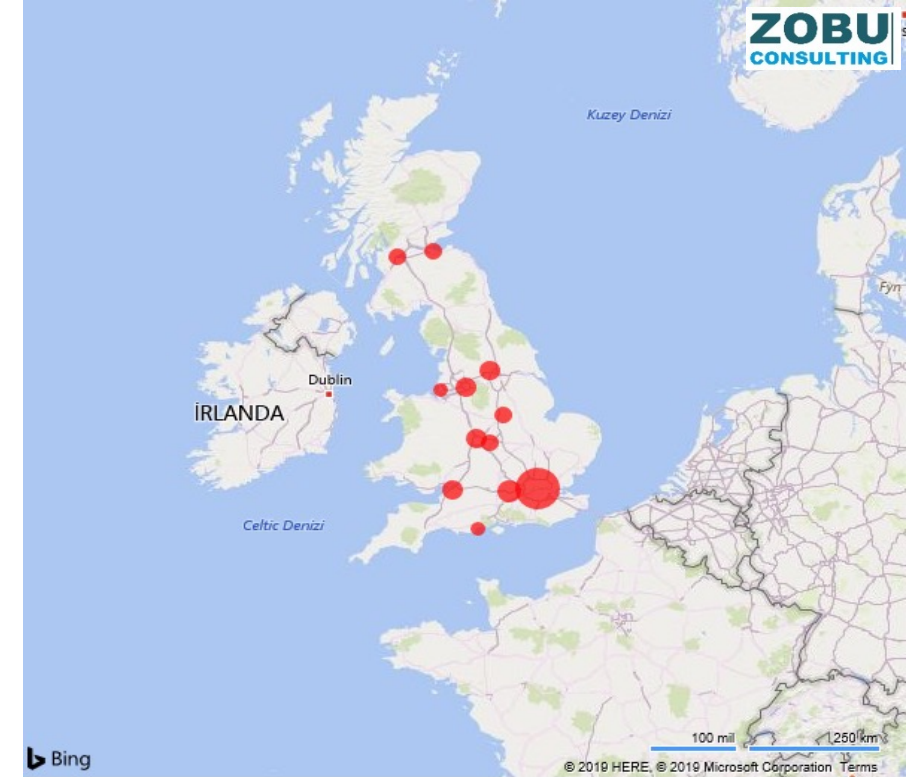 ZOBU
CONSULTING
Kuzey Denizi
Fyn
Dublin
İRLANDA
Celtic Denizi
100 mil
250 km
Bing
© 2019 HERE, © 2019 Microsoft Corporation Terms